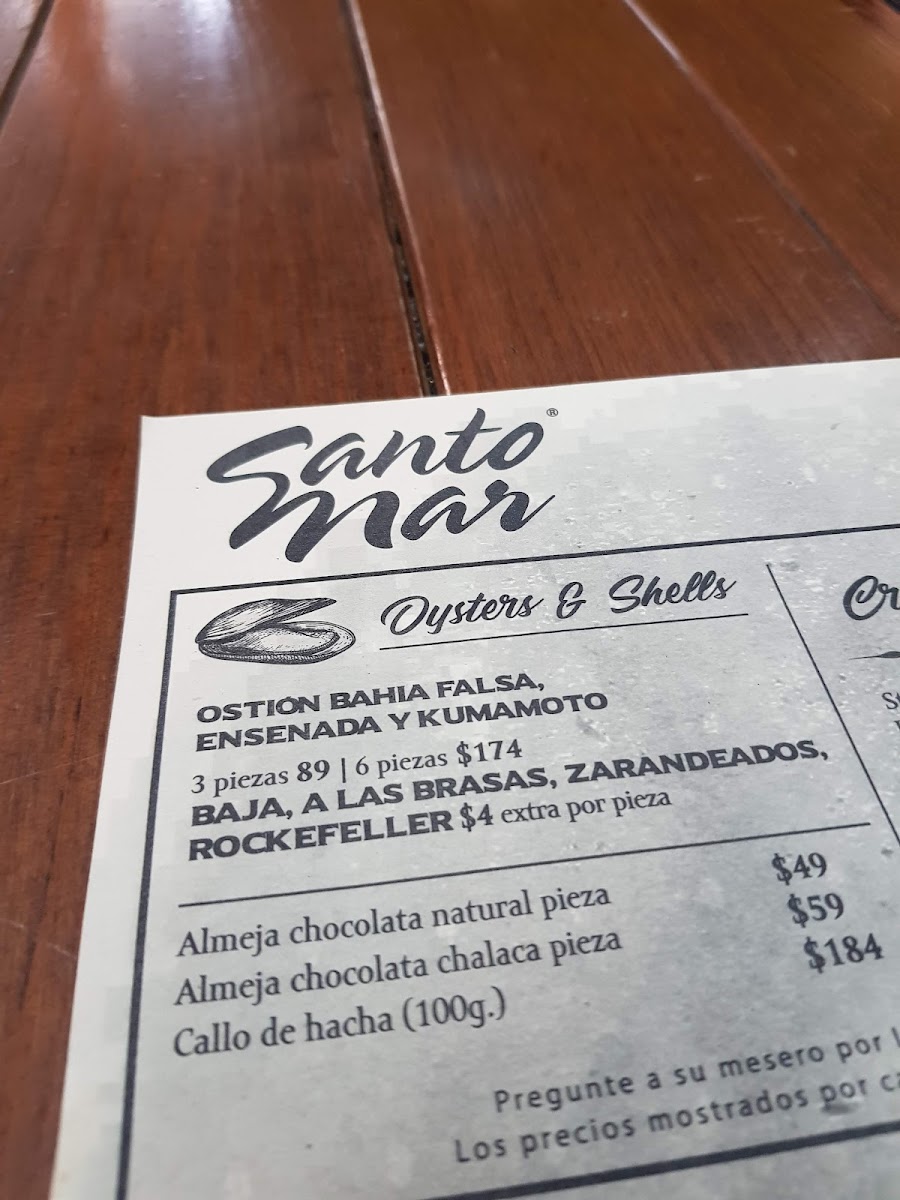 Santo
Mar
®
Oysters & Shells
OSTIÓN BAHIA FALSA,
ENSENADA Y KUMAMOTO
3 piezas 89 | 6 piezas $174
BAJA, A LAS BRASAS, ZARANDEADOS,
ROCKEFELLER $4 extra por pieza
Almeja chocolata natural pieza $49
Almeja chocolata chalaca pieza $59
Callo de hacha (100g.) $184
Pregunte a su mesero por
Los precios mostrados por